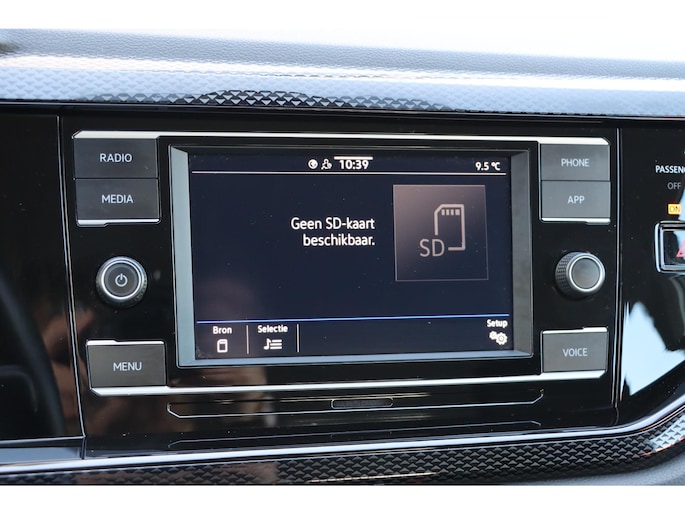 10:39
9.5 °C
RADIO
PHONE
PASSEN
OFF
MEDIA
APP
ON
Geen SD-kaart
beschikbaar.
SD
Bron
Selectie
Setup
MENU
VOICE